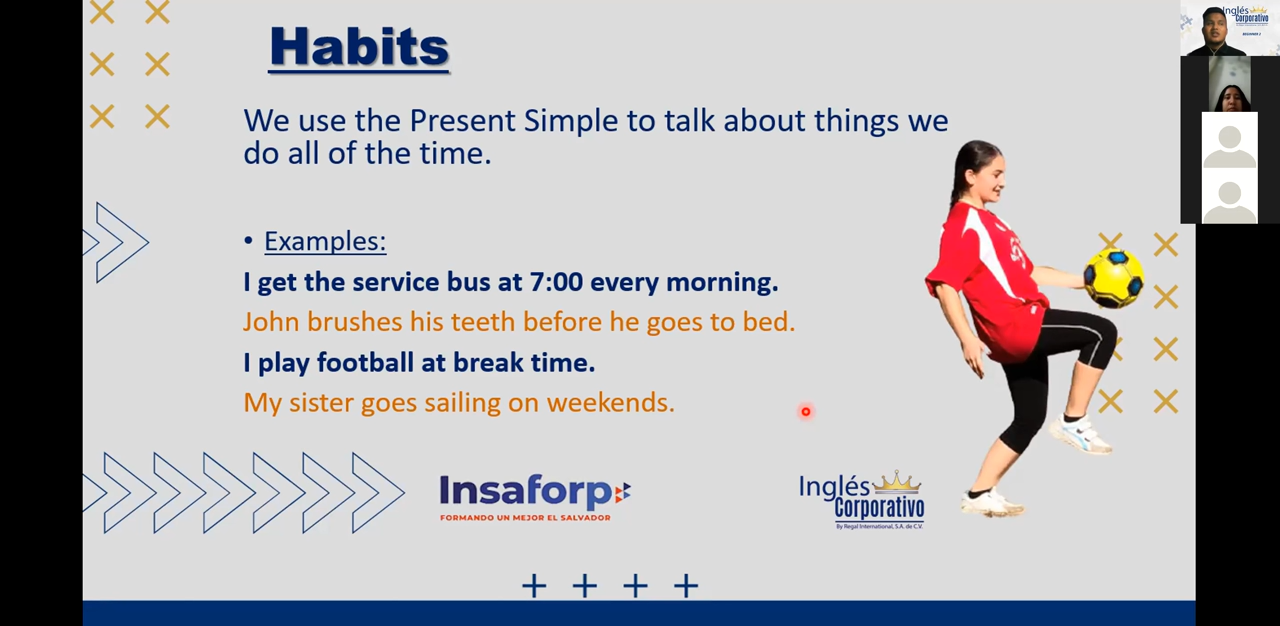 Habits
We use the Present Simple to talk about things we
do all of the time.
• Examples:
I get the service bus at 7:00 every morning.
John brushes his teeth before he goes to bed.
I play football at break time.
My sister goes sailing on weekends.
Insaforp
FORMANDO UN MEJOR EL SALVADOR
Inglés
Corporativo
By Regal International, S.A. de C.V.
Inglés
Corporativo